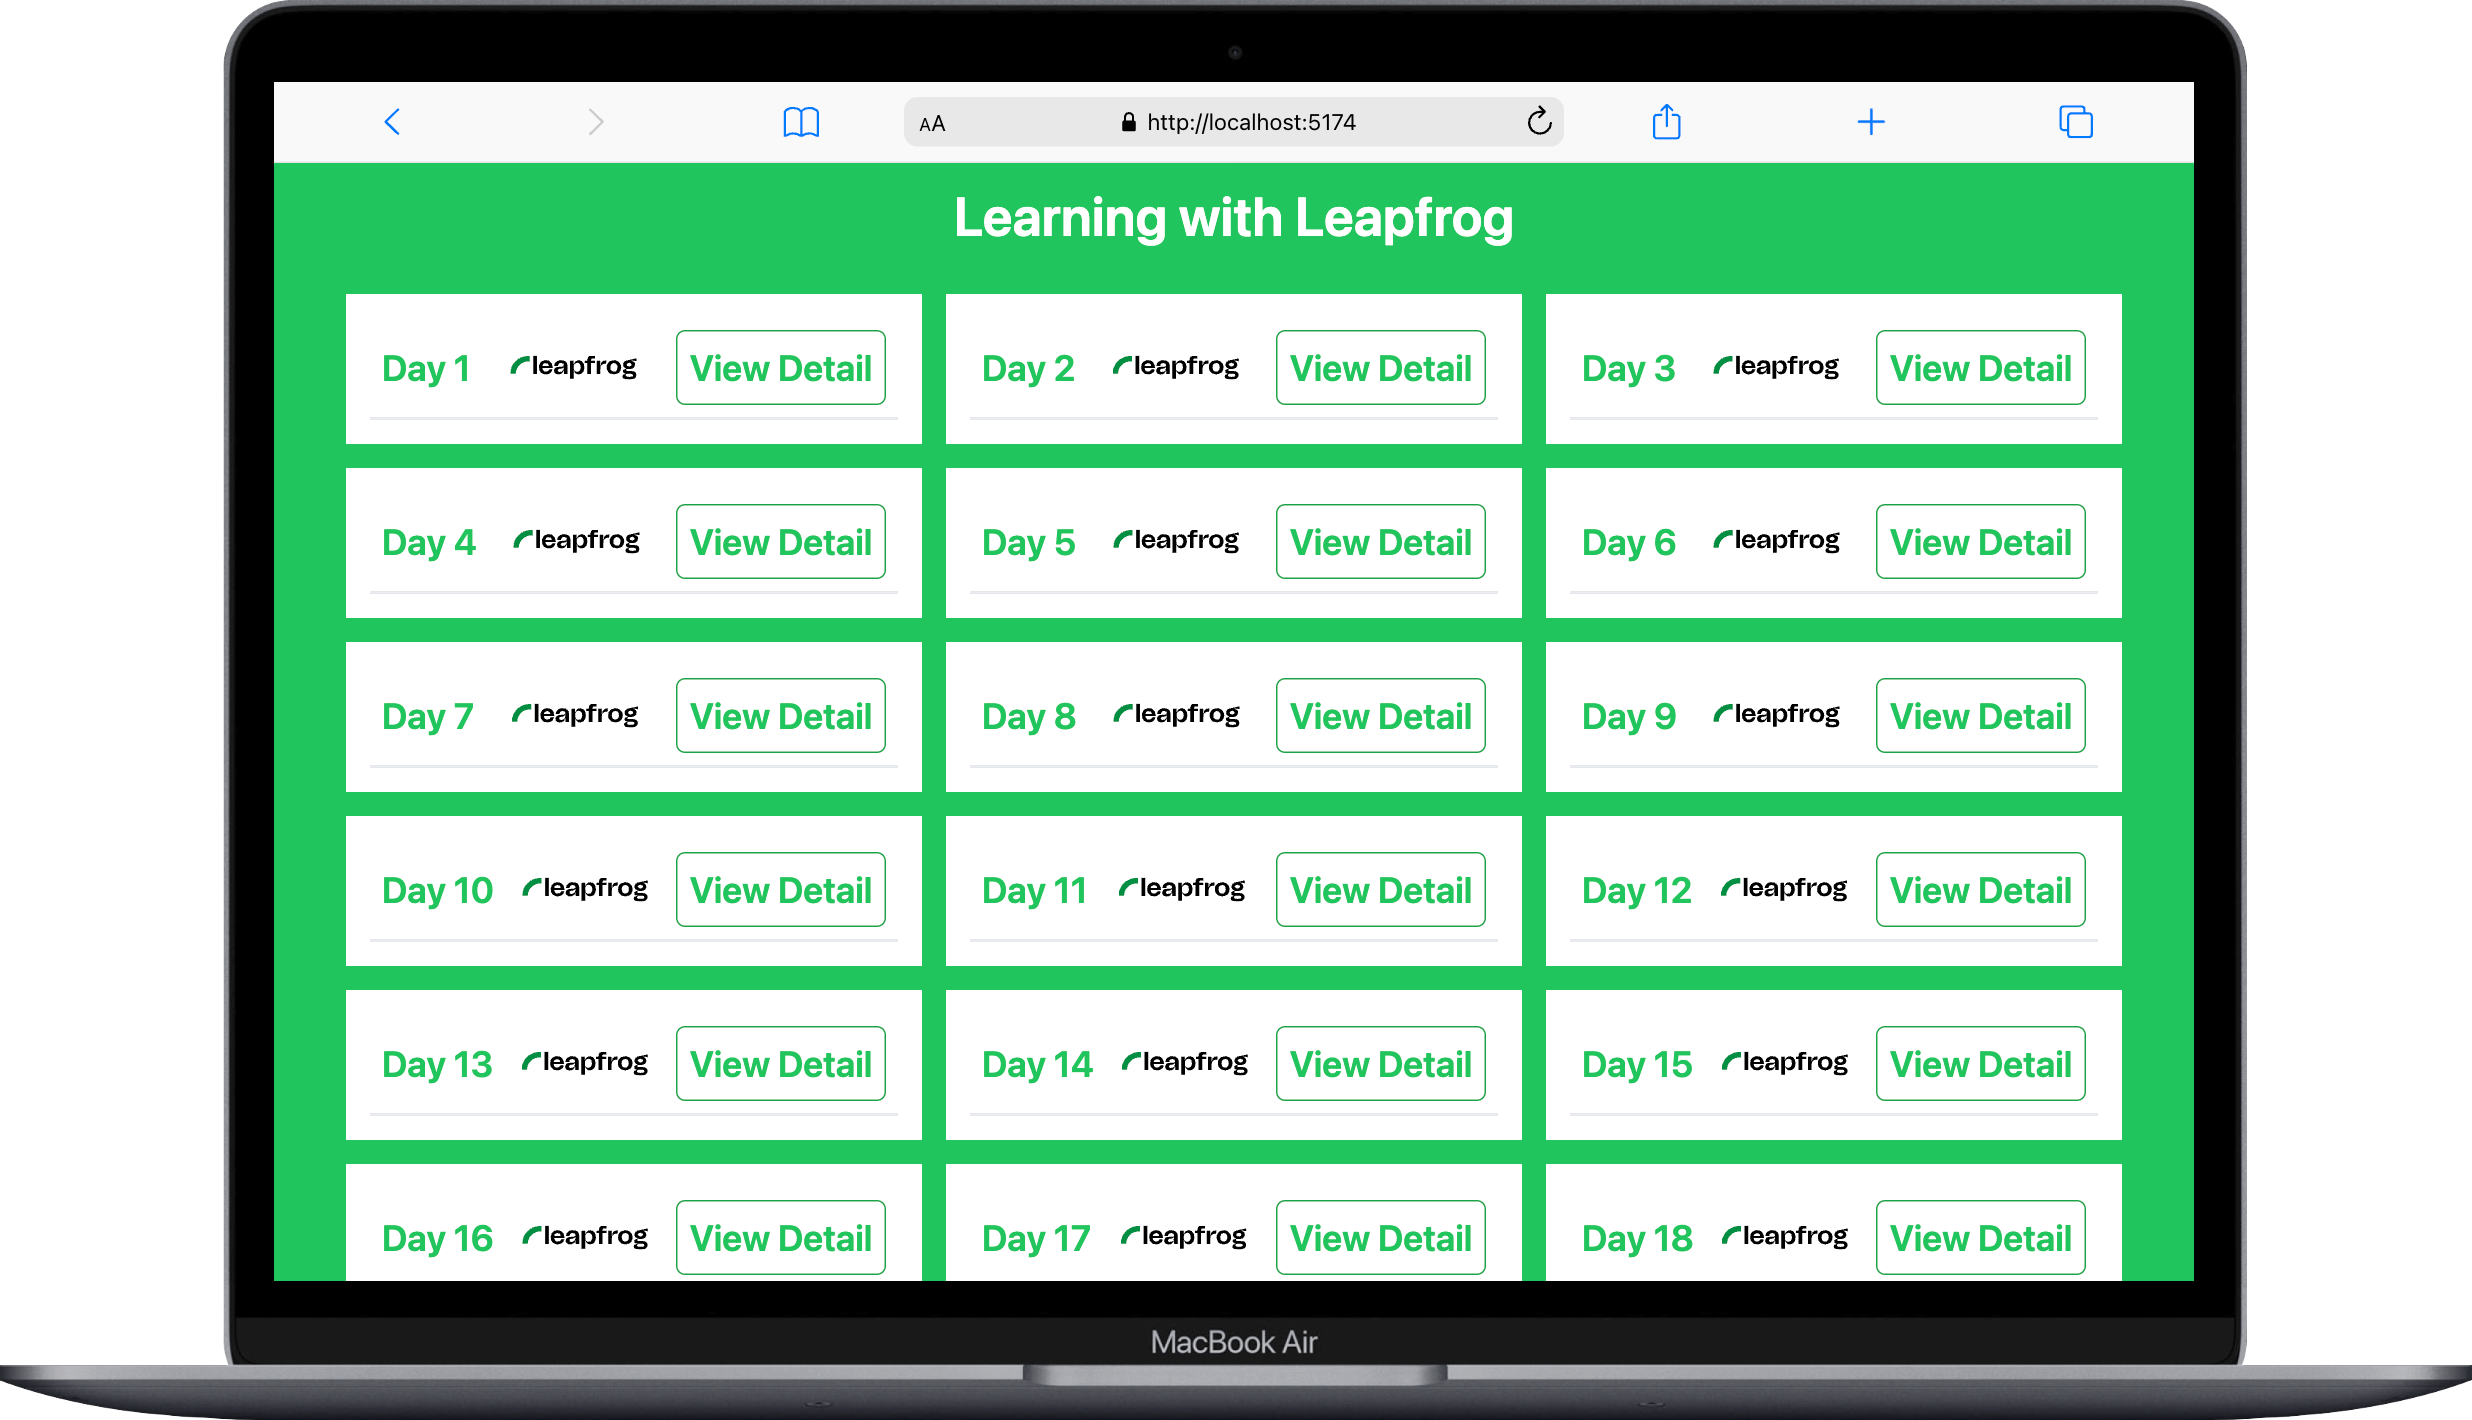 AA http://localhost:5174
Learning with Leapfrog
Day 1 leapfrog View Detail Day 2 leapfrog View Detail Day 3 leapfrog View Detail
Day 4 leapfrog View Detail Day 5 leapfrog View Detail Day 6 leapfrog View Detail
Day 7 leapfrog View Detail Day 8 leapfrog View Detail Day 9 leapfrog View Detail
Day 10 leapfrog View Detail Day 11 leapfrog View Detail Day 12 leapfrog View Detail
Day 13 leapfrog View Detail Day 14 leapfrog View Detail Day 15 leapfrog View Detail
Day 16 leapfrog View Detail Day 17 leapfrog View Detail Day 18 leapfrog View Detail
MacBook Air